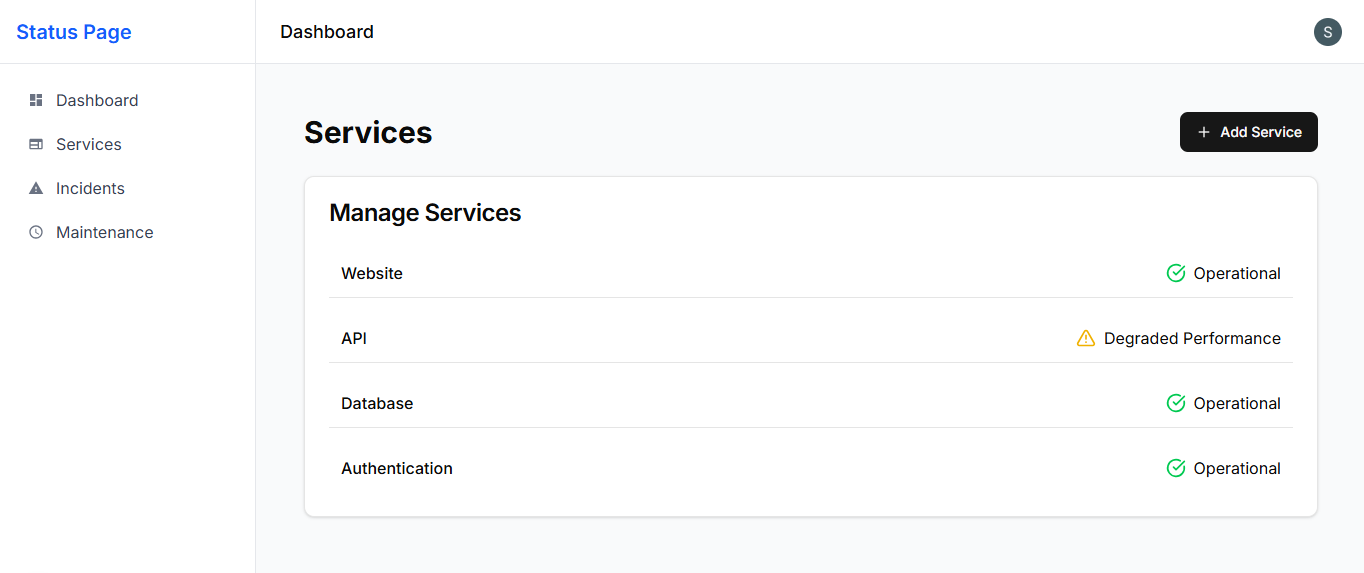 Status Page
Dashboard
S
Dashboard
Services
Incidents
Maintenance
Services
+ Add Service
Manage Services
Website Operational
API Degraded Performance
Database Operational
Authentication Operational